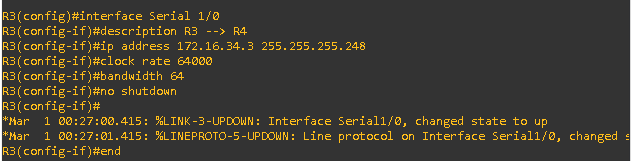 R3(config)#interface Serial 1/0
R3(config-if)#description R3 --> R4
R3(config-if)#ip address 172.16.34.3 255.255.255.248
R3(config-if)#clock rate 64000
R3(config-if)#bandwidth 64
R3(config-if)#no shutdown
R3(config-if)#
*Mar  1 00:27:00.415: %LINK-3-UPDOWN: Interface Serial1/0, changed state to up
*Mar  1 00:27:01.415: %LINEPROTO-5-UPDOWN: Line protocol on Interface Serial1/0, changed s
R3(config-if)#end